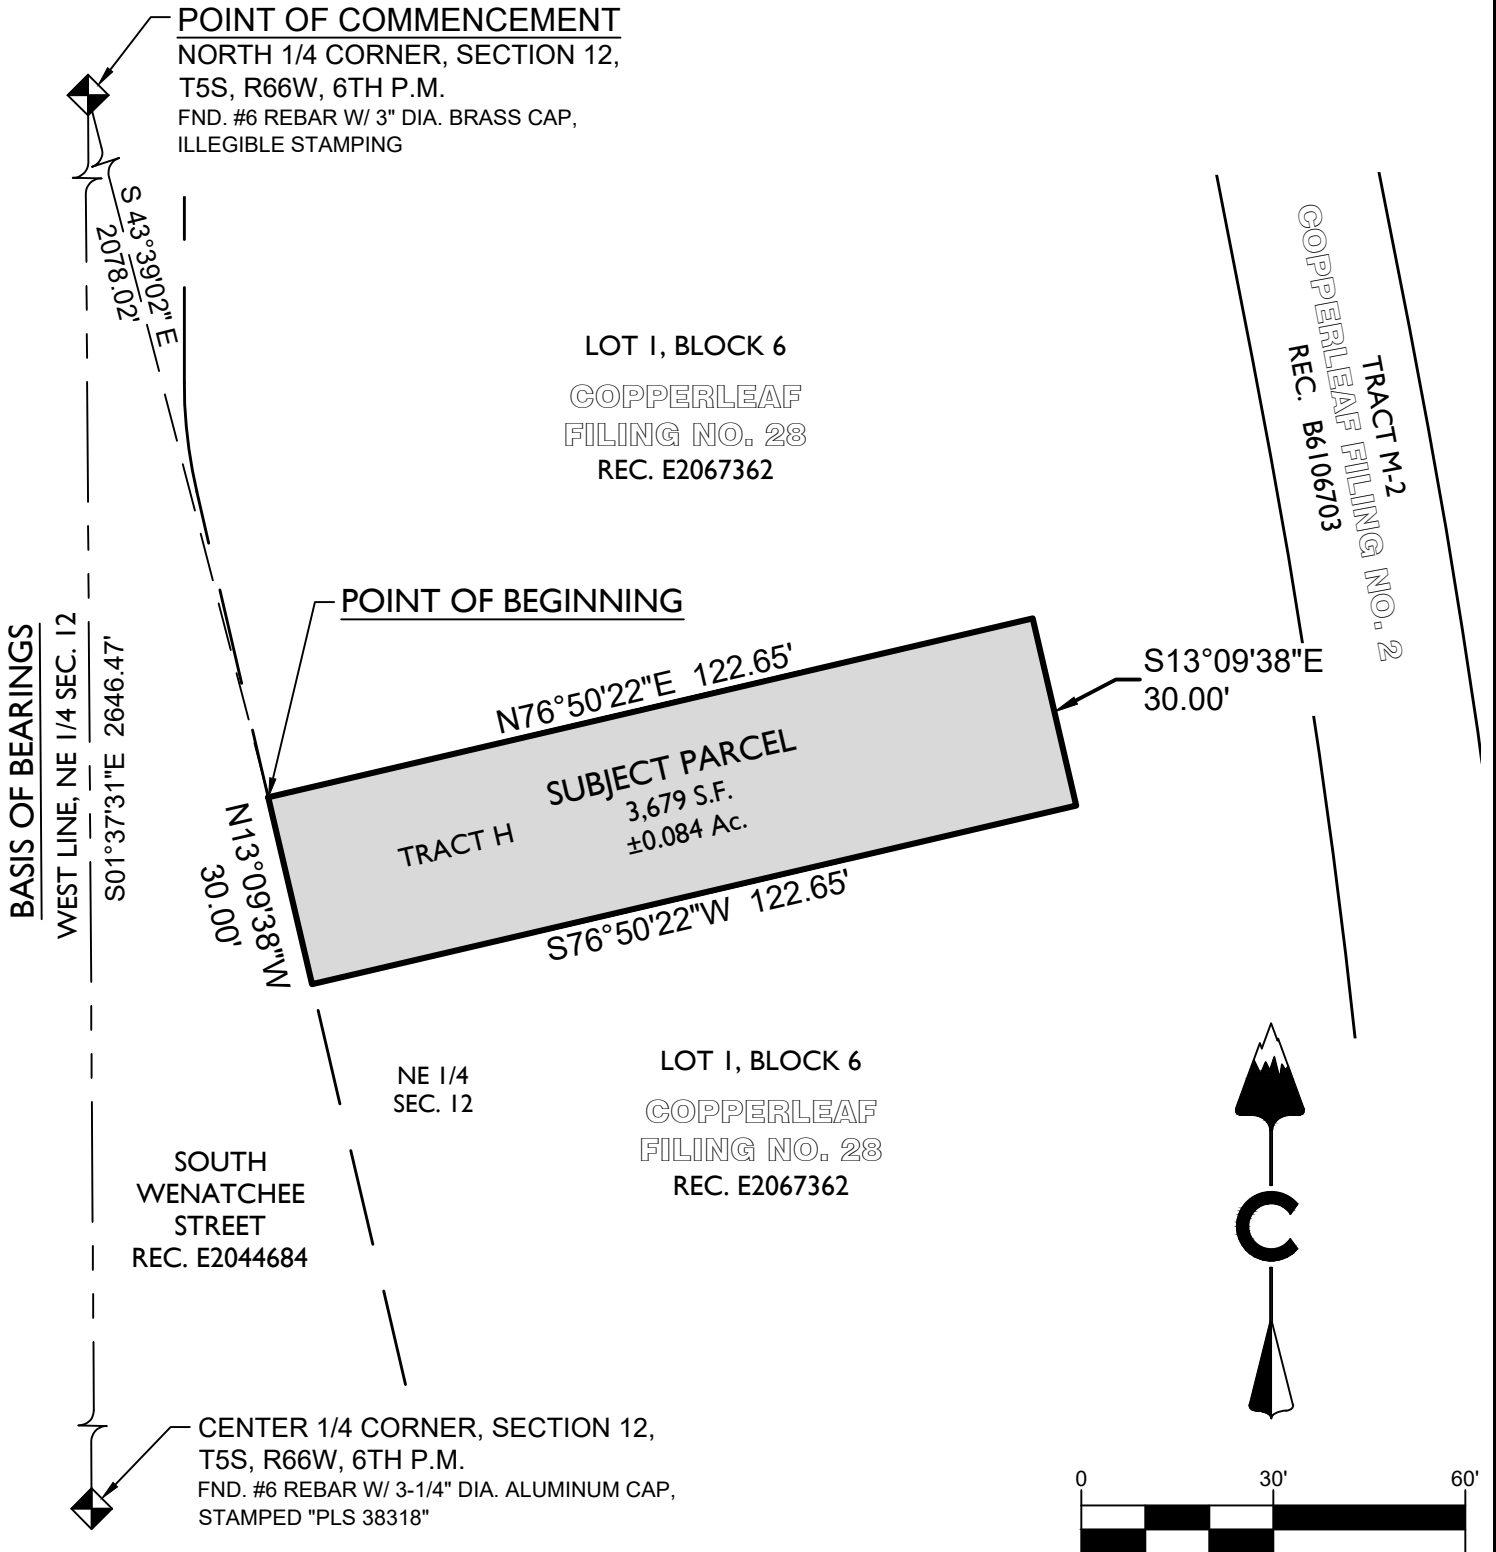 POINT OF COMMENCEMENT
NORTH 1/4 CORNER, SECTION 12,
T5S, R66W, 6TH P.M.
FND. #6 REBAR W/ 3" DIA. BRASS CAP,
ILLEGIBLE STAMPING
S 43°39'02" E
2078.02'
LOT 1, BLOCK 6
COPPERLEAF
FILING NO. 28
REC. E2067362
TRACT M-2
COPPERLEAF FILING NO. 2
REC. B6106703
POINT OF BEGINNING
N76°50'22"E 122.65'
S13°09'38"E
30.00'
SUBJECT PARCEL
3,679 S.F.
±0.084 Ac.
TRACT H
BASIS OF BEARINGS
WEST LINE, NE 1/4 SEC. 12
S01°37'31"E 2646.47'
N13°09'38"W
30.00'
S76°50'22"W 122.65'
NE 1/4
SEC. 12
LOT 1, BLOCK 6
COPPERLEAF
FILING NO. 28
REC. E2067362
SOUTH
WENATCHEE
STREET
REC. E2044684
C
CENTER 1/4 CORNER, SECTION 12,
T5S, R66W, 6TH P.M.
FND. #6 REBAR W/ 3-1/4" DIA. ALUMINUM CAP,
STAMPED "PLS 38318"
0 30' 60'